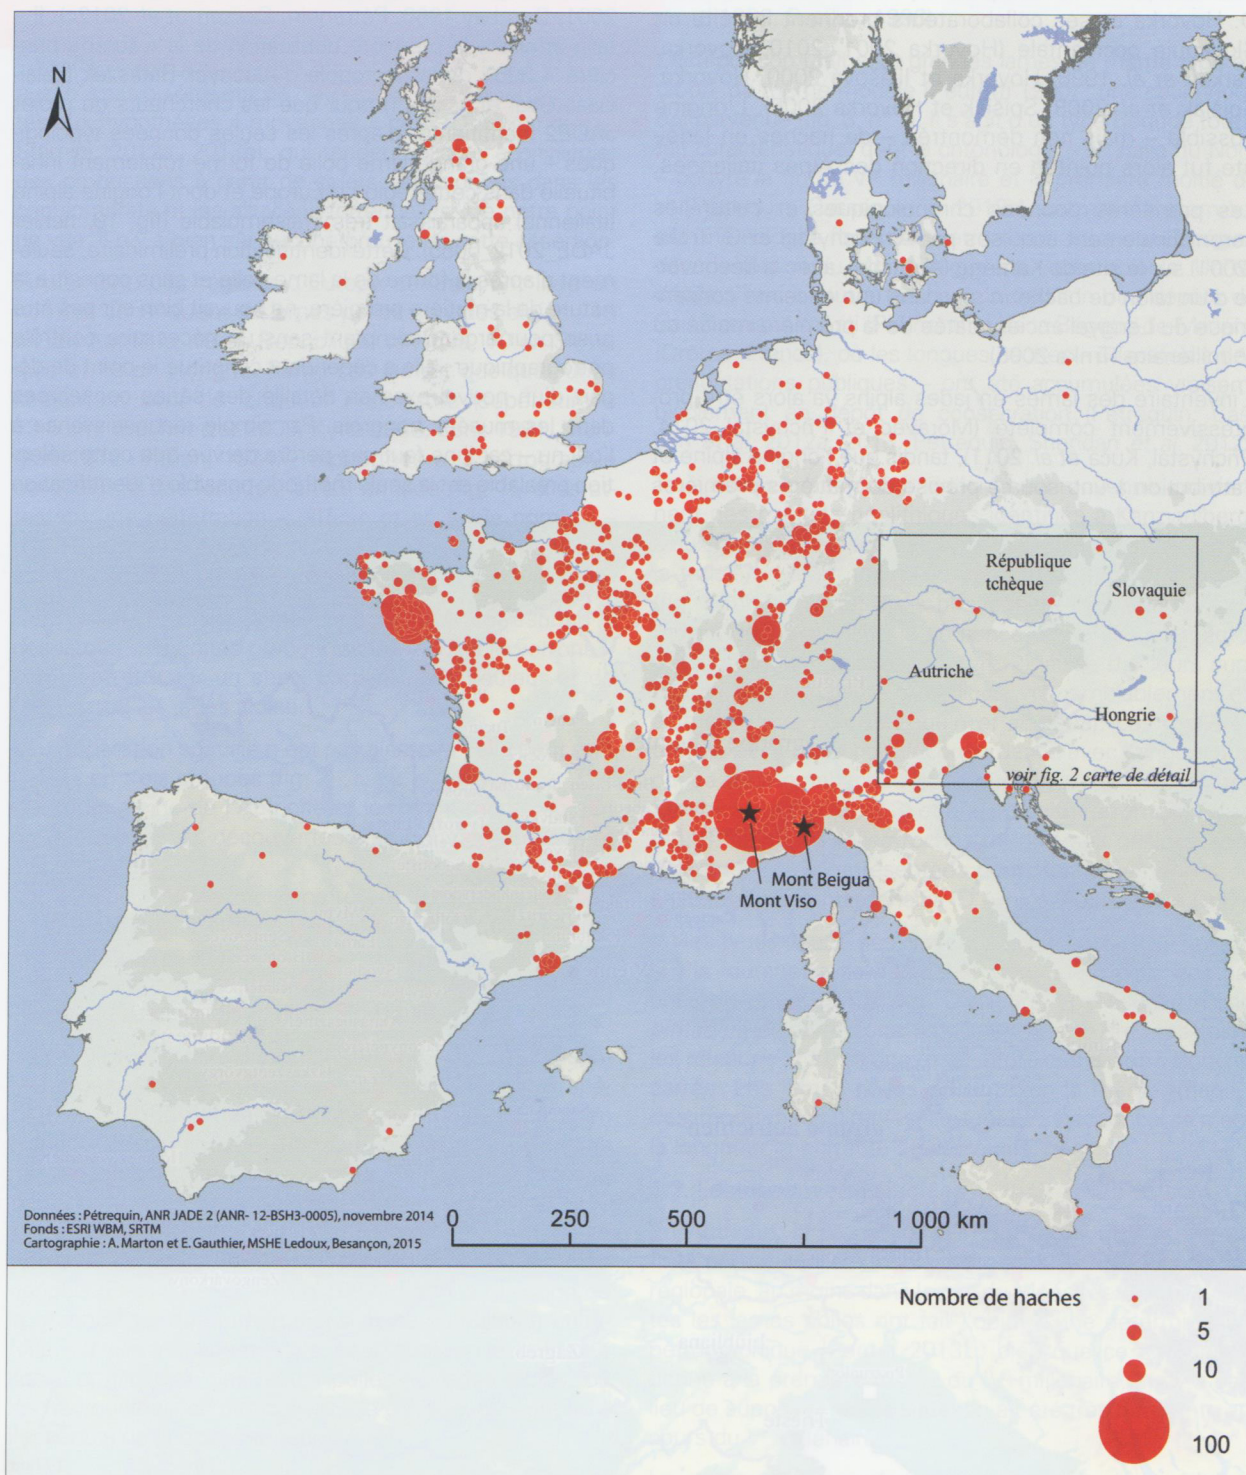 N
République
tchèque
Slovaquie
Autriche
Hongrie
voir fig. 2 carte de détail
Mont Beigua
Mont Viso
Données : Pétrequin, ANR JADE 2 (ANR- 12-BSH3-0005), novembre 2014
Fonds : ESRI WBM, SRTM
Cartographie : A. Marton et E. Gauthier, MSHE Ledoux, Besançon, 2015
0 250 500 1 000 km
Nombre de haches 1
5
10
100